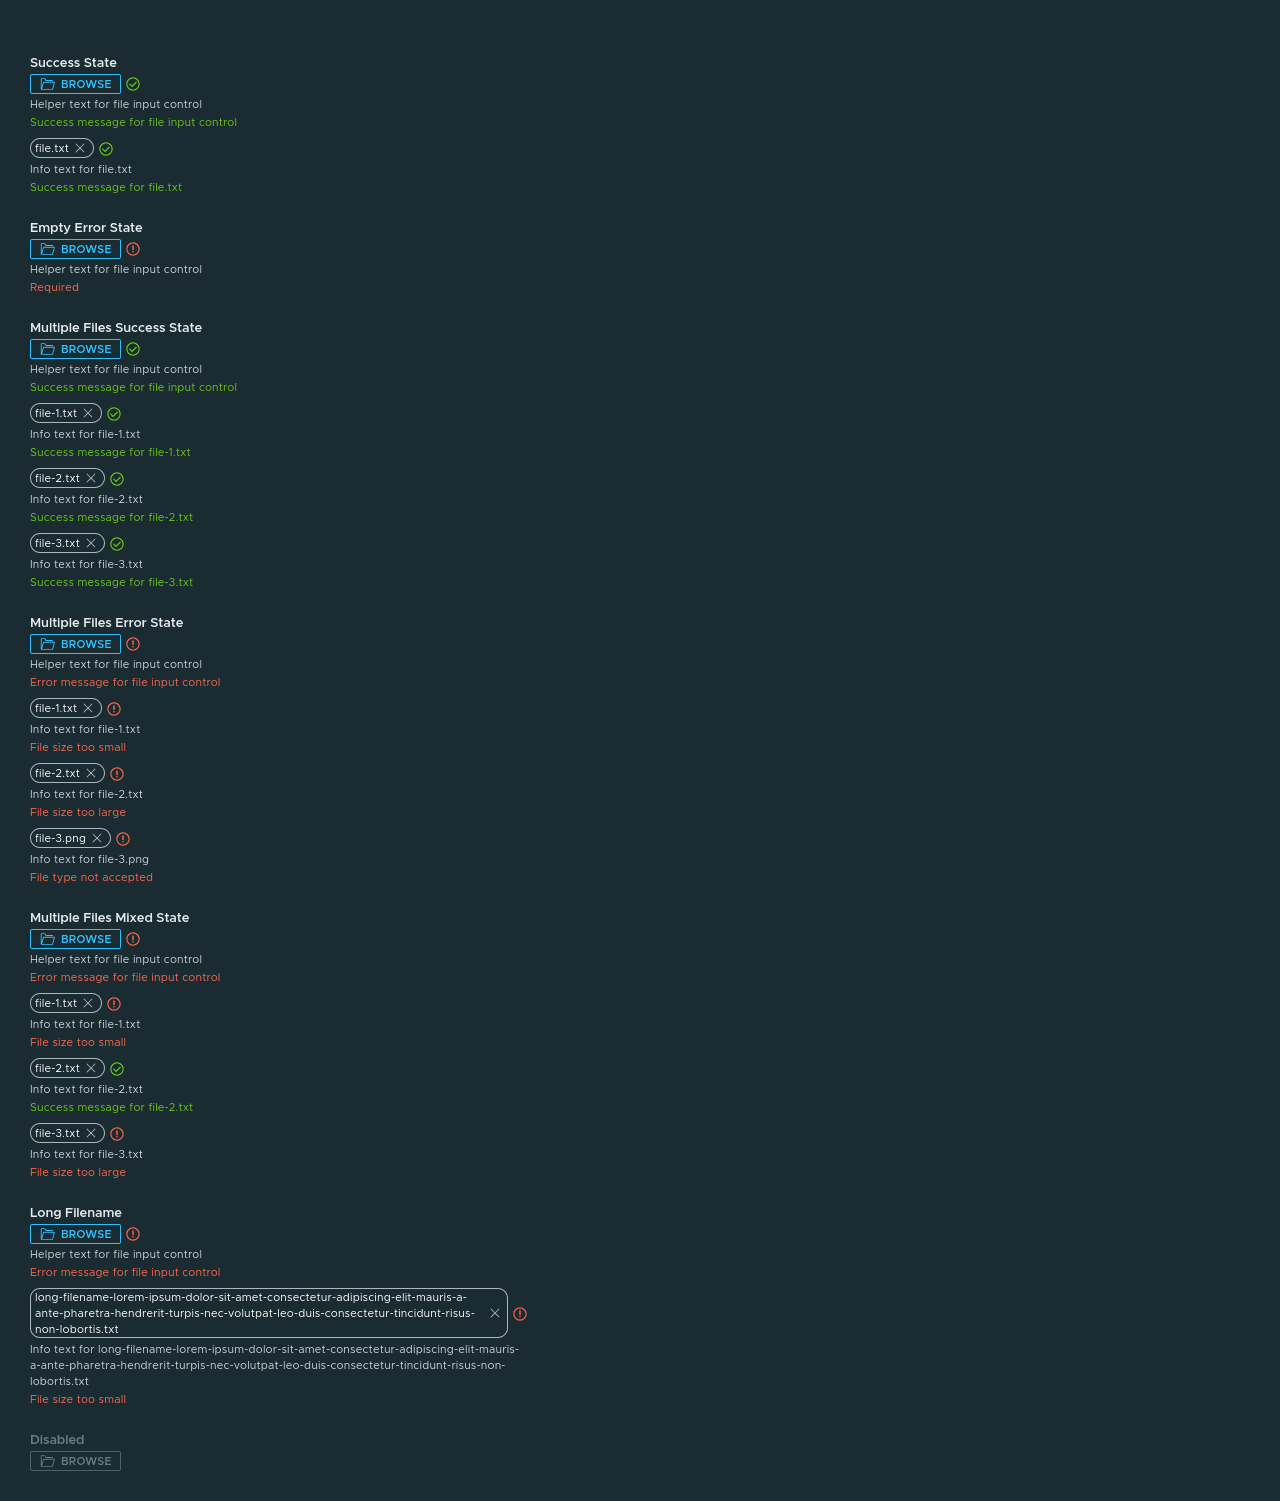 Success State
BROWSE
Helper text for file input control
Success message for file input control
file.txt
Info text for file.txt
Success message for file.txt
Empty Error State
BROWSE
Helper text for file input control
Required
Multiple Files Success State
BROWSE
Helper text for file input control
Success message for file input control
file-1.txt
Info text for file-1.txt
Success message for file-1.txt
file-2.txt
Info text for file-2.txt
Success message for file-2.txt
file-3.txt
Info text for file-3.txt
Success message for file-3.txt
Multiple Files Error State
BROWSE
Helper text for file input control
Error message for file input control
file-1.txt
Info text for file-1.txt
File size too small
file-2.txt
Info text for file-2.txt
File size too large
file-3.png
Info text for file-3.png
File type not accepted
Multiple Files Mixed State
BROWSE
Helper text for file input control
Error message for file input control
file-1.txt
Info text for file-1.txt
File size too small
file-2.txt
Info text for file-2.txt
Success message for file-2.txt
file-3.txt
Info text for file-3.txt
File size too large
Long Filename
BROWSE
Helper text for file input control
Error message for file input control
long-filename-lorem-ipsum-dolor-sit-amet-consectetur-adipiscing-elit-mauris-a-
ante-pharetra-hendrerit-turpis-nec-volutpat-leo-duis-consectetur-tincidunt-risus-
non-lobortis.txt
Info text for long-filename-lorem-ipsum-dolor-sit-amet-consectetur-adipiscing-elit-mauris-
a-ante-pharetra-hendrerit-turpis-nec-volutpat-leo-duis-consectetur-tincidunt-risus-non-
lobortis.txt
File size too small
Disabled
BROWSE